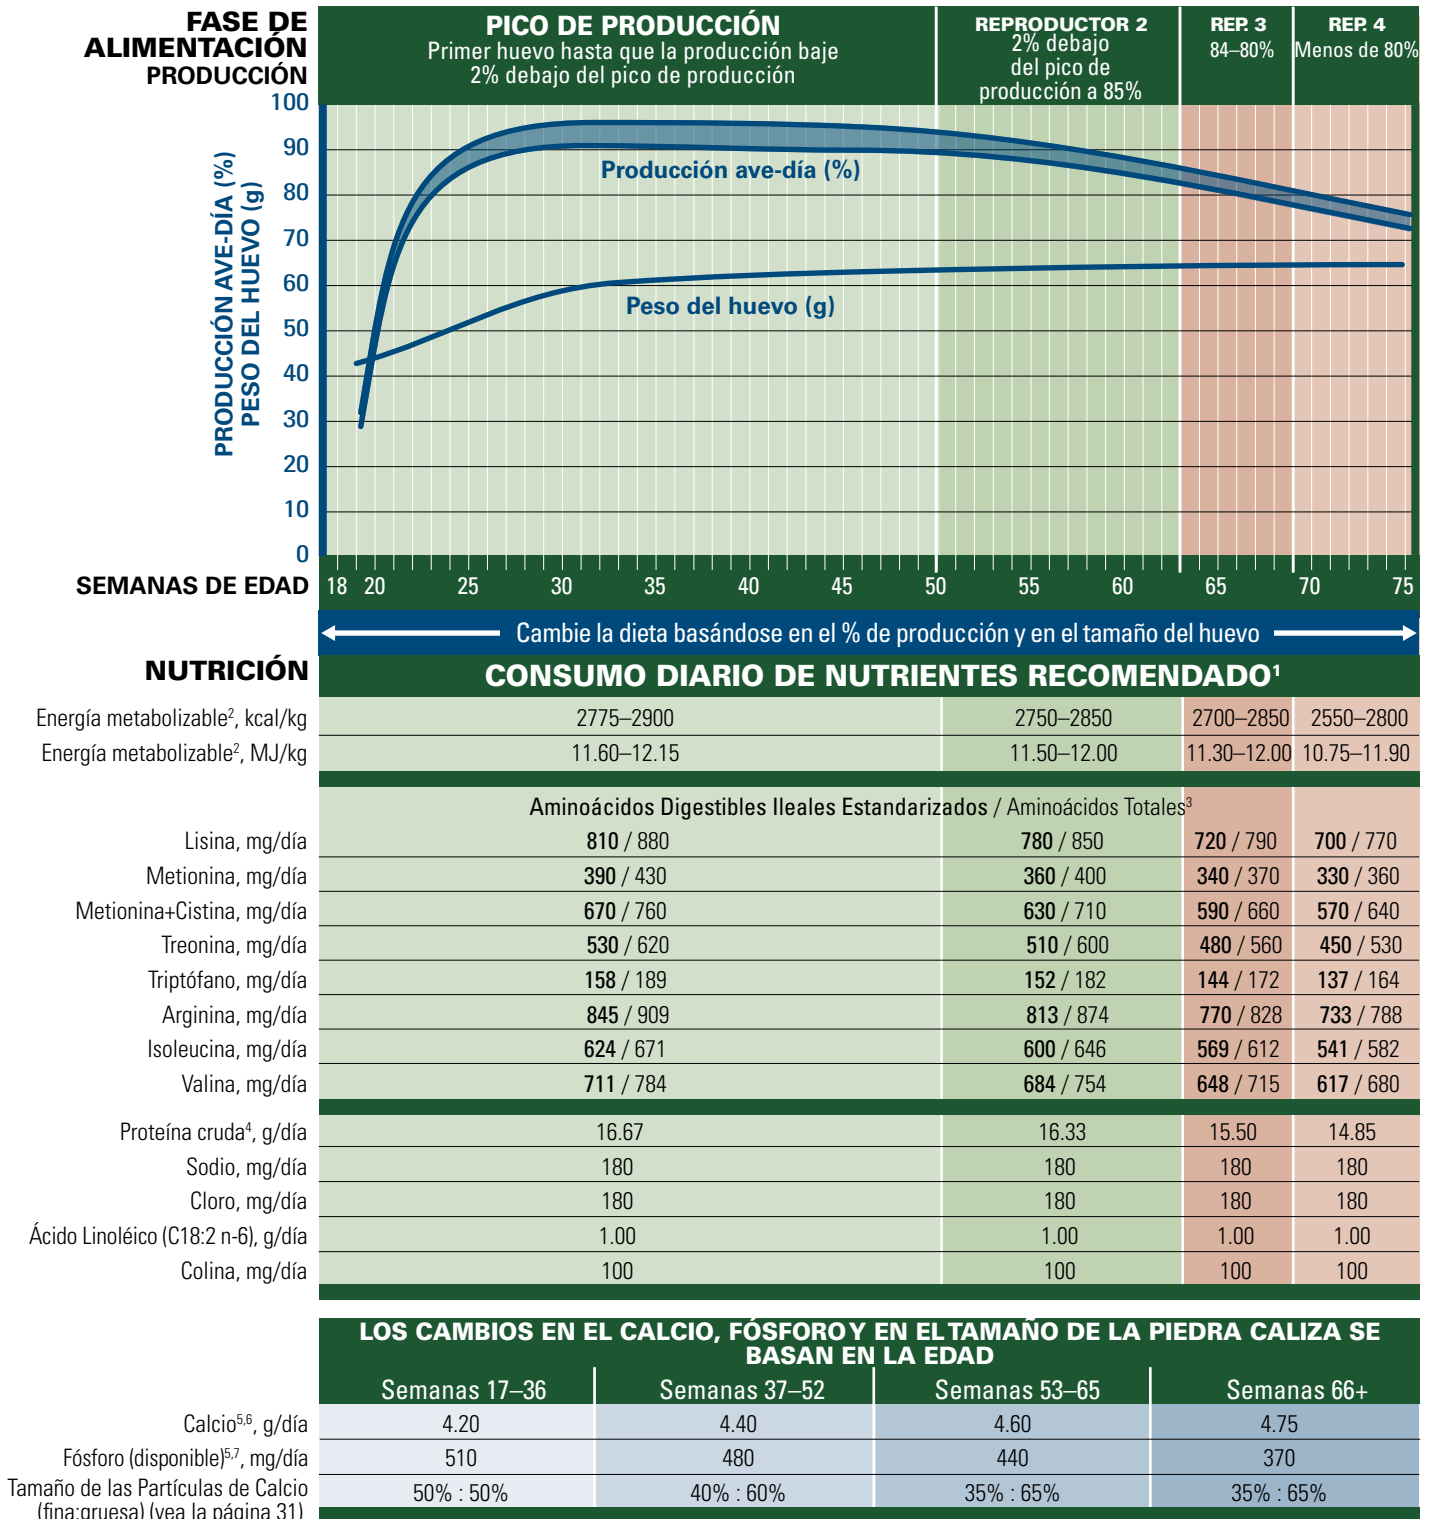 FASE DE
ALIMENTACIÓN
PRODUCCIÓN
PICO DE PRODUCCIÓN
Primer huevo hasta que la producción baje
2% debajo del pico de producción
REPRODUCTOR 2
2% debajo
del pico de
producción a 85%
REP. 3
84–80%
REP. 4
Menos de 80%
PRODUCCIÓN AVE-DÍA (%)
PESO DEL HUEVO (g)
100
90
80
70
60
50
40
30
20
10
0
Producción ave-día (%)
Peso del huevo (g)
SEMANAS DE EDAD 18 20 25 30 35 40 45 50 55 60 65 70 75
Cambie la dieta basándose en el % de producción y en el tamaño del huevo
NUTRICIÓN CONSUMO DIARIO DE NUTRIENTES RECOMENDADO¹
Energía metabolizable², kcal/kg 2775–2900 2750–2850 2700–2850 2550–2800
Energía metabolizable², MJ/kg 11.60–12.15 11.50–12.00 11.30–12.00 10.75–11.90
Aminoácidos Digestibles Ileales Estandarizados / Aminoácidos Totales³
Lisina, mg/día 810 / 880 780 / 850 720 / 790 700 / 770
Metionina, mg/día 390 / 430 360 / 400 340 / 370 330 / 360
Metionina+Cistina, mg/día 670 / 760 630 / 710 590 / 660 570 / 640
Treonina, mg/día 530 / 620 510 / 600 480 / 560 450 / 530
Triptófano, mg/día 158 / 189 152 / 182 144 / 172 137 / 164
Arginina, mg/día 845 / 909 813 / 874 770 / 828 733 / 788
Isoleucina, mg/día 624 / 671 600 / 646 569 / 612 541 / 582
Valina, mg/día 711 / 784 684 / 754 648 / 715 617 / 680
Proteína cruda⁴, g/día 16.67 16.33 15.50 14.85
Sodio, mg/día 180 180 180 180
Cloro, mg/día 180 180 180 180
Ácido Linoléico (C18:2 n-6), g/día 1.00 1.00 1.00 1.00
Colina, mg/día 100 100 100 100
LOS CAMBIOS EN EL CALCIO, FÓSFORO Y EN EL TAMAÑO DE LA PIEDRA CALIZA SE
BASAN EN LA EDAD
Semanas 17–36 Semanas 37–52 Semanas 53–65 Semanas 66+
Calcio⁵,⁶, g/día 4.20 4.40 4.60 4.75
Fósforo (disponible)⁵,⁷, mg/día 510 480 440 370
Tamaño de las Partículas de Calcio
(fina:gruesa) (vea la página 31) 50% : 50% 40% : 60% 35% : 65% 35% : 65%